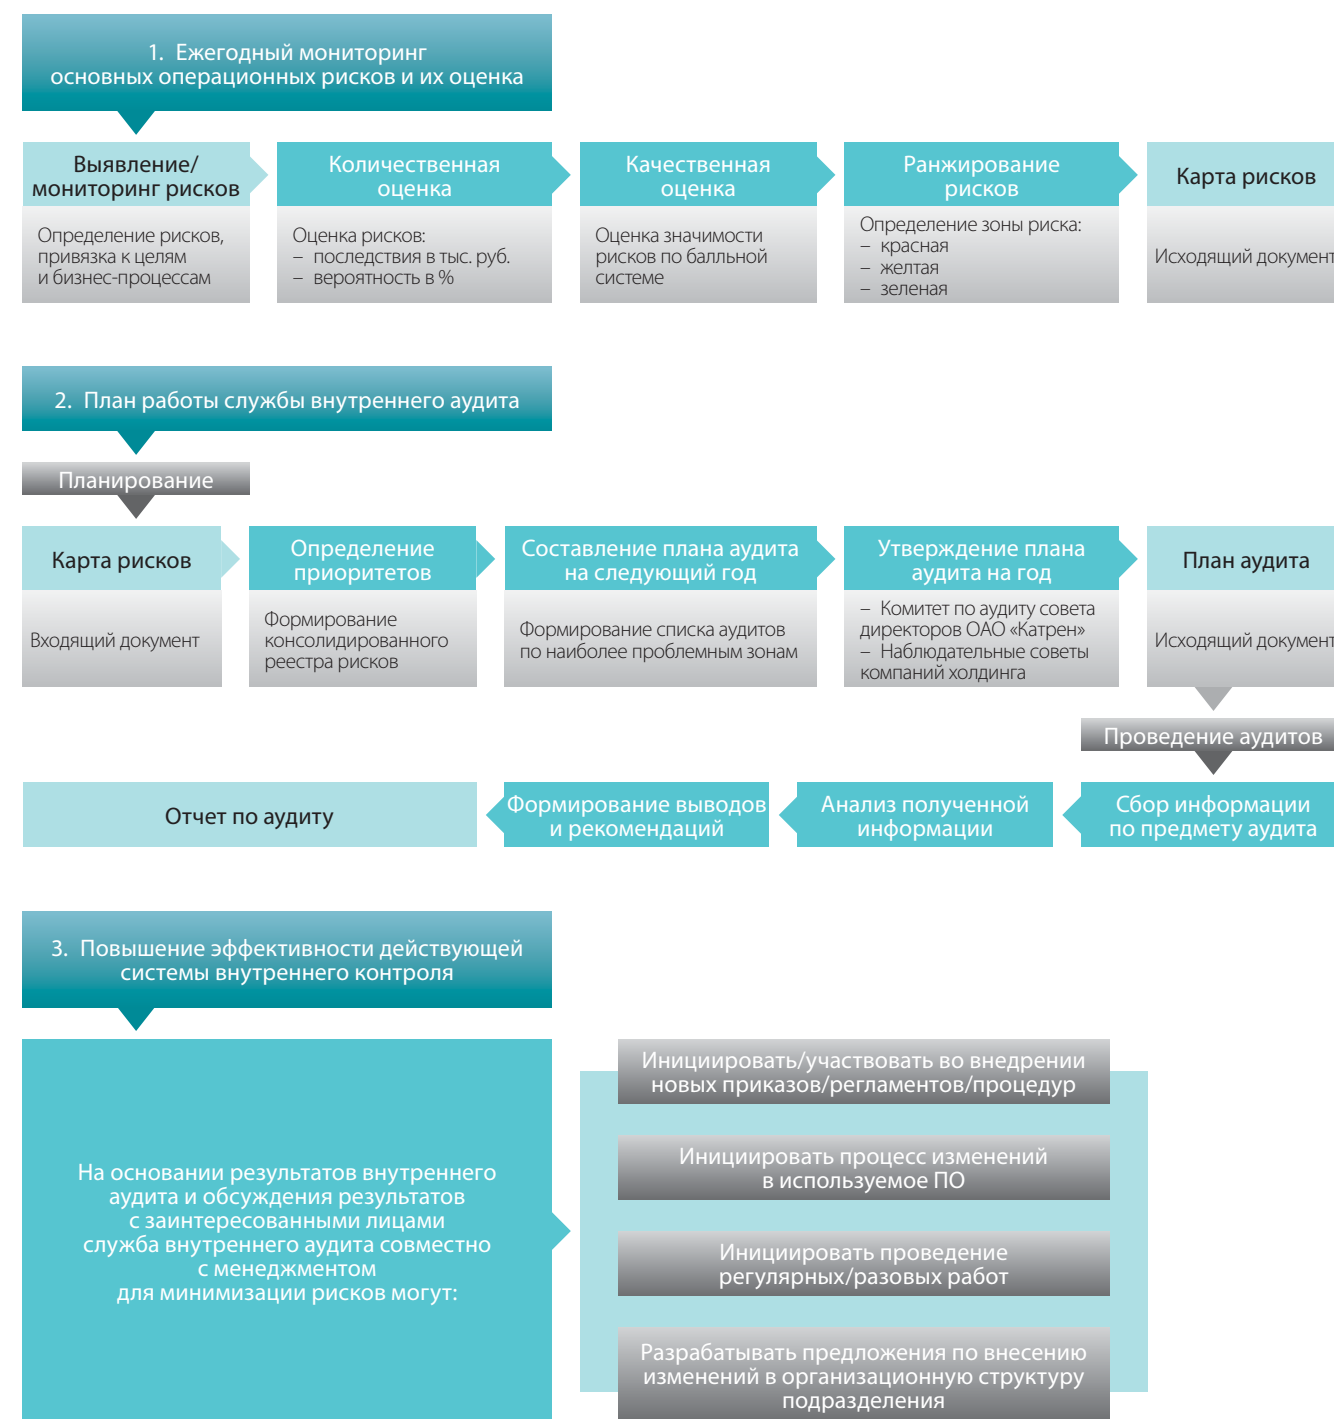 1. Ежегодный мониторинг
основных операционных рисков и их оценка
Выявление/
мониторинг рисков
Определение рисков,
привязка к целям
и бизнес-процессам
Количественная
оценка
Оценка рисков:
– последствия в тыс. руб.
– вероятность в %
Качественная
оценка
Оценка значимости
рисков по балльной
системе
Ранжирование
рисков
Определение зоны риска:
– красная
– желтая
– зеленая
Карта рисков
Исходящий документ
2. План работы службы внутреннего аудита
Планирование
Карта рисков
Входящий документ
Определение
приоритетов
Формирование
консолидированного
реестра рисков
Составление плана аудита
на следующий год
Формирование списка аудитов
по наиболее проблемным зонам
Утверждение плана
аудита на год
– Комитет по аудиту совета
директоров ОАО «Катрен»
– Наблюдательные советы
компаний холдинга
План аудита
Исходящий документ
Проведение аудитов
Сбор информации
по предмету аудита
Анализ полученной
информации
Формирование выводов
и рекомендаций
Отчет по аудиту
3. Повышение эффективности действующей
системы внутреннего контроля
На основании результатов внутреннего
аудита и обсуждения результатов
с заинтересованными лицами
служба внутреннего аудита совместно
с менеджментом
для минимизации рисков могут:
Инициировать/участвовать во внедрении
новых приказов/регламентов/процедур
Инициировать процесс изменений
в используемое ПО
Инициировать проведение
регулярных/разовых работ
Разрабатывать предложения по внесению
изменений в организационную структуру
подразделения